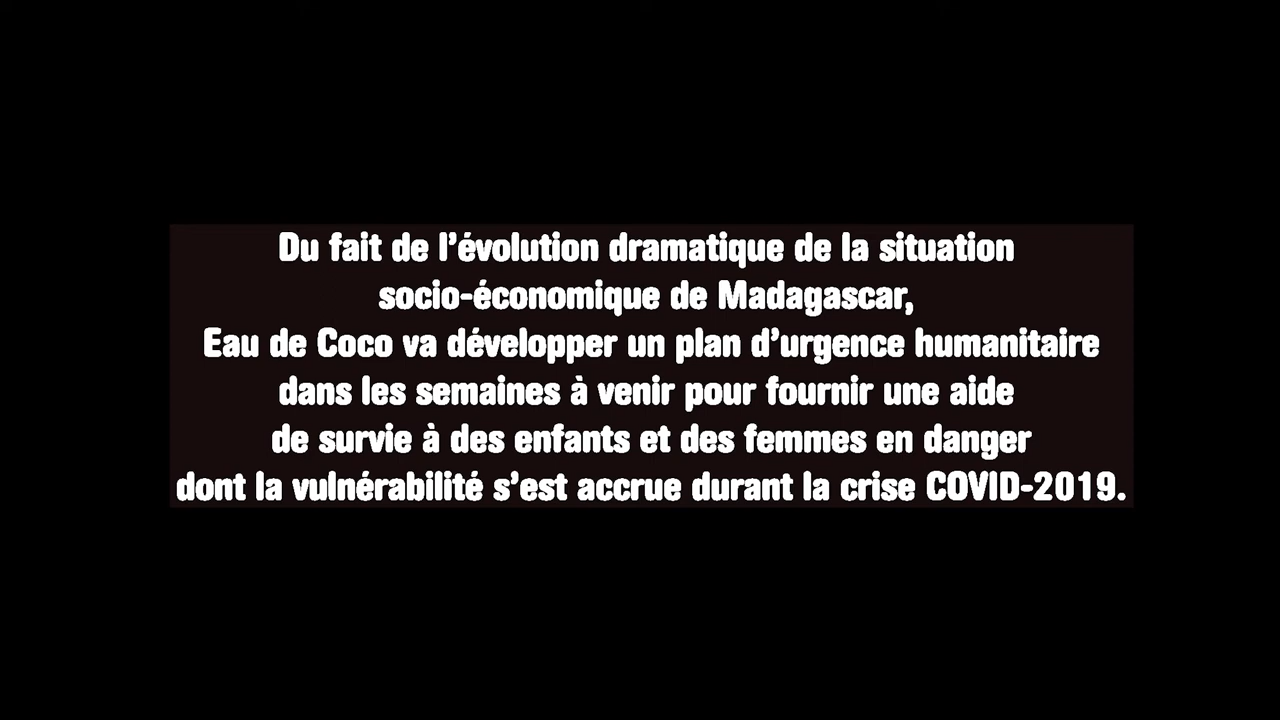 Du fait de l’évolution dramatique de la situation
socio-économique de Madagascar,
Eau de Coco va développer un plan d’urgence humanitaire
dans les semaines à venir pour fournir une aide
de survie à des enfants et des femmes en danger
dont la vulnérabilité s’est accrue durant la crise COVID-2019.